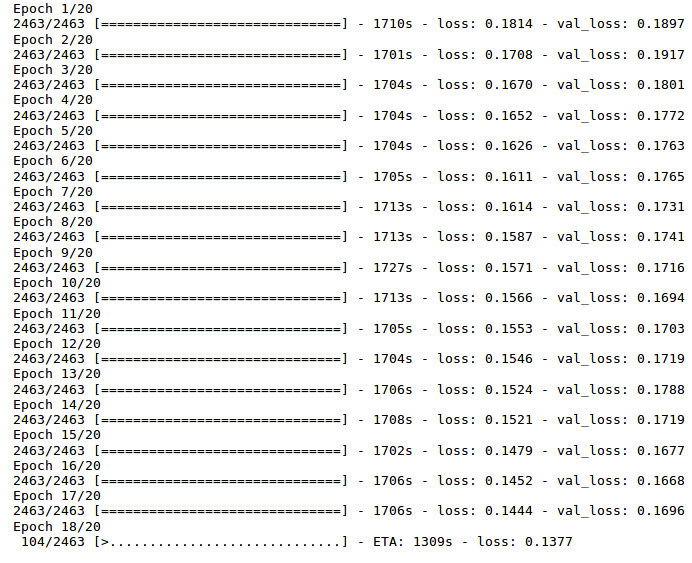 Epoch 1/20
2463/2463 [==============================] - 1710s - loss: 0.1814 - val_loss: 0.1897
Epoch 2/20
2463/2463 [==============================] - 1701s - loss: 0.1708 - val_loss: 0.1917
Epoch 3/20
2463/2463 [==============================] - 1704s - loss: 0.1670 - val_loss: 0.1801
Epoch 4/20
2463/2463 [==============================] - 1704s - loss: 0.1652 - val_loss: 0.1772
Epoch 5/20
2463/2463 [==============================] - 1704s - loss: 0.1626 - val_loss: 0.1763
Epoch 6/20
2463/2463 [==============================] - 1705s - loss: 0.1611 - val_loss: 0.1765
Epoch 7/20
2463/2463 [==============================] - 1713s - loss: 0.1614 - val_loss: 0.1731
Epoch 8/20
2463/2463 [==============================] - 1713s - loss: 0.1587 - val_loss: 0.1741
Epoch 9/20
2463/2463 [==============================] - 1727s - loss: 0.1571 - val_loss: 0.1716
Epoch 10/20
2463/2463 [==============================] - 1713s - loss: 0.1566 - val_loss: 0.1694
Epoch 11/20
2463/2463 [==============================] - 1705s - loss: 0.1553 - val_loss: 0.1703
Epoch 12/20
2463/2463 [==============================] - 1704s - loss: 0.1546 - val_loss: 0.1719
Epoch 13/20
2463/2463 [==============================] - 1706s - loss: 0.1524 - val_loss: 0.1788
Epoch 14/20
2463/2463 [==============================] - 1708s - loss: 0.1521 - val_loss: 0.1719
Epoch 15/20
2463/2463 [==============================] - 1702s - loss: 0.1479 - val_loss: 0.1677
Epoch 16/20
2463/2463 [==============================] - 1706s - loss: 0.1452 - val_loss: 0.1668
Epoch 17/20
2463/2463 [==============================] - 1706s - loss: 0.1444 - val_loss: 0.1696
Epoch 18/20
 104/2463 [>.............................] - ETA: 1309s - loss: 0.1377